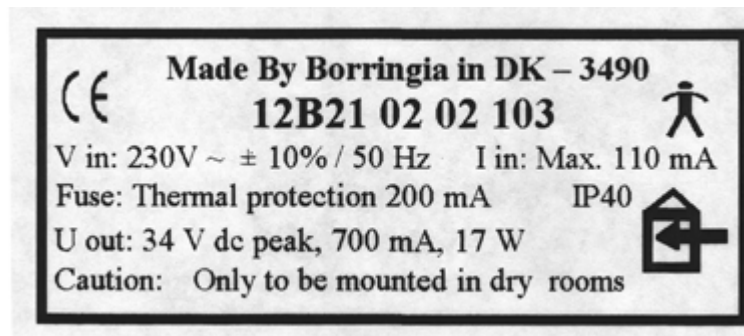 CE
Made By Borringia in DK – 3490
12B21 02 02 103
V in: 230V ~ ± 10% / 50 Hz I in: Max. 110 mA
Fuse: Thermal protection 200 mA IP40
U out: 34 V dc peak, 700 mA, 17 W
Caution: Only to be mounted in dry rooms